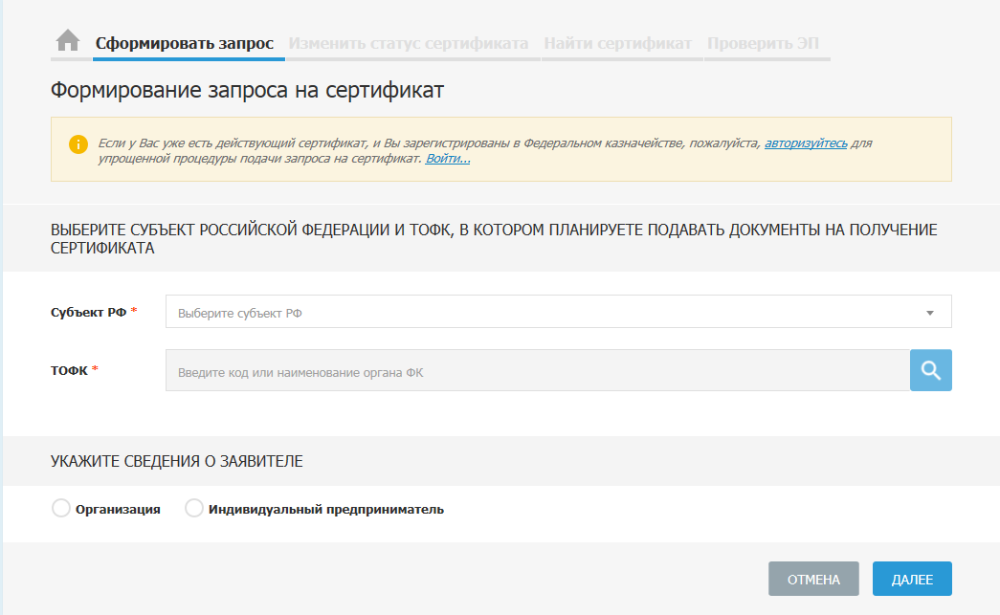 Сформировать запрос Изменить статус сертификата Найти сертификат Проверить ЭП
Формирование запроса на сертификат
Если у Вас уже есть действующий сертификат, и Вы зарегистрированы в Федеральном казначействе, пожалуйста, авторизуйтесь для
упрощенной процедуры подачи запроса на сертификат. Войти...
ВЫБЕРИТЕ СУБЪЕКТ РОССИЙСКОЙ ФЕДЕРАЦИИ И ТОФК, В КОТОРОМ ПЛАНИРУЕТЕ ПОДАВАТЬ ДОКУМЕНТЫ НА ПОЛУЧЕНИЕ
СЕРТИФИКАТА
Субъект РФ * Выберите субъект РФ
ТОФК * Введите код или наименование органа ФК
УКАЖИТЕ СВЕДЕНИЯ О ЗАЯВИТЕЛЕ
Организация Индивидуальный предприниматель
ОТМЕНА ДАЛЕЕ